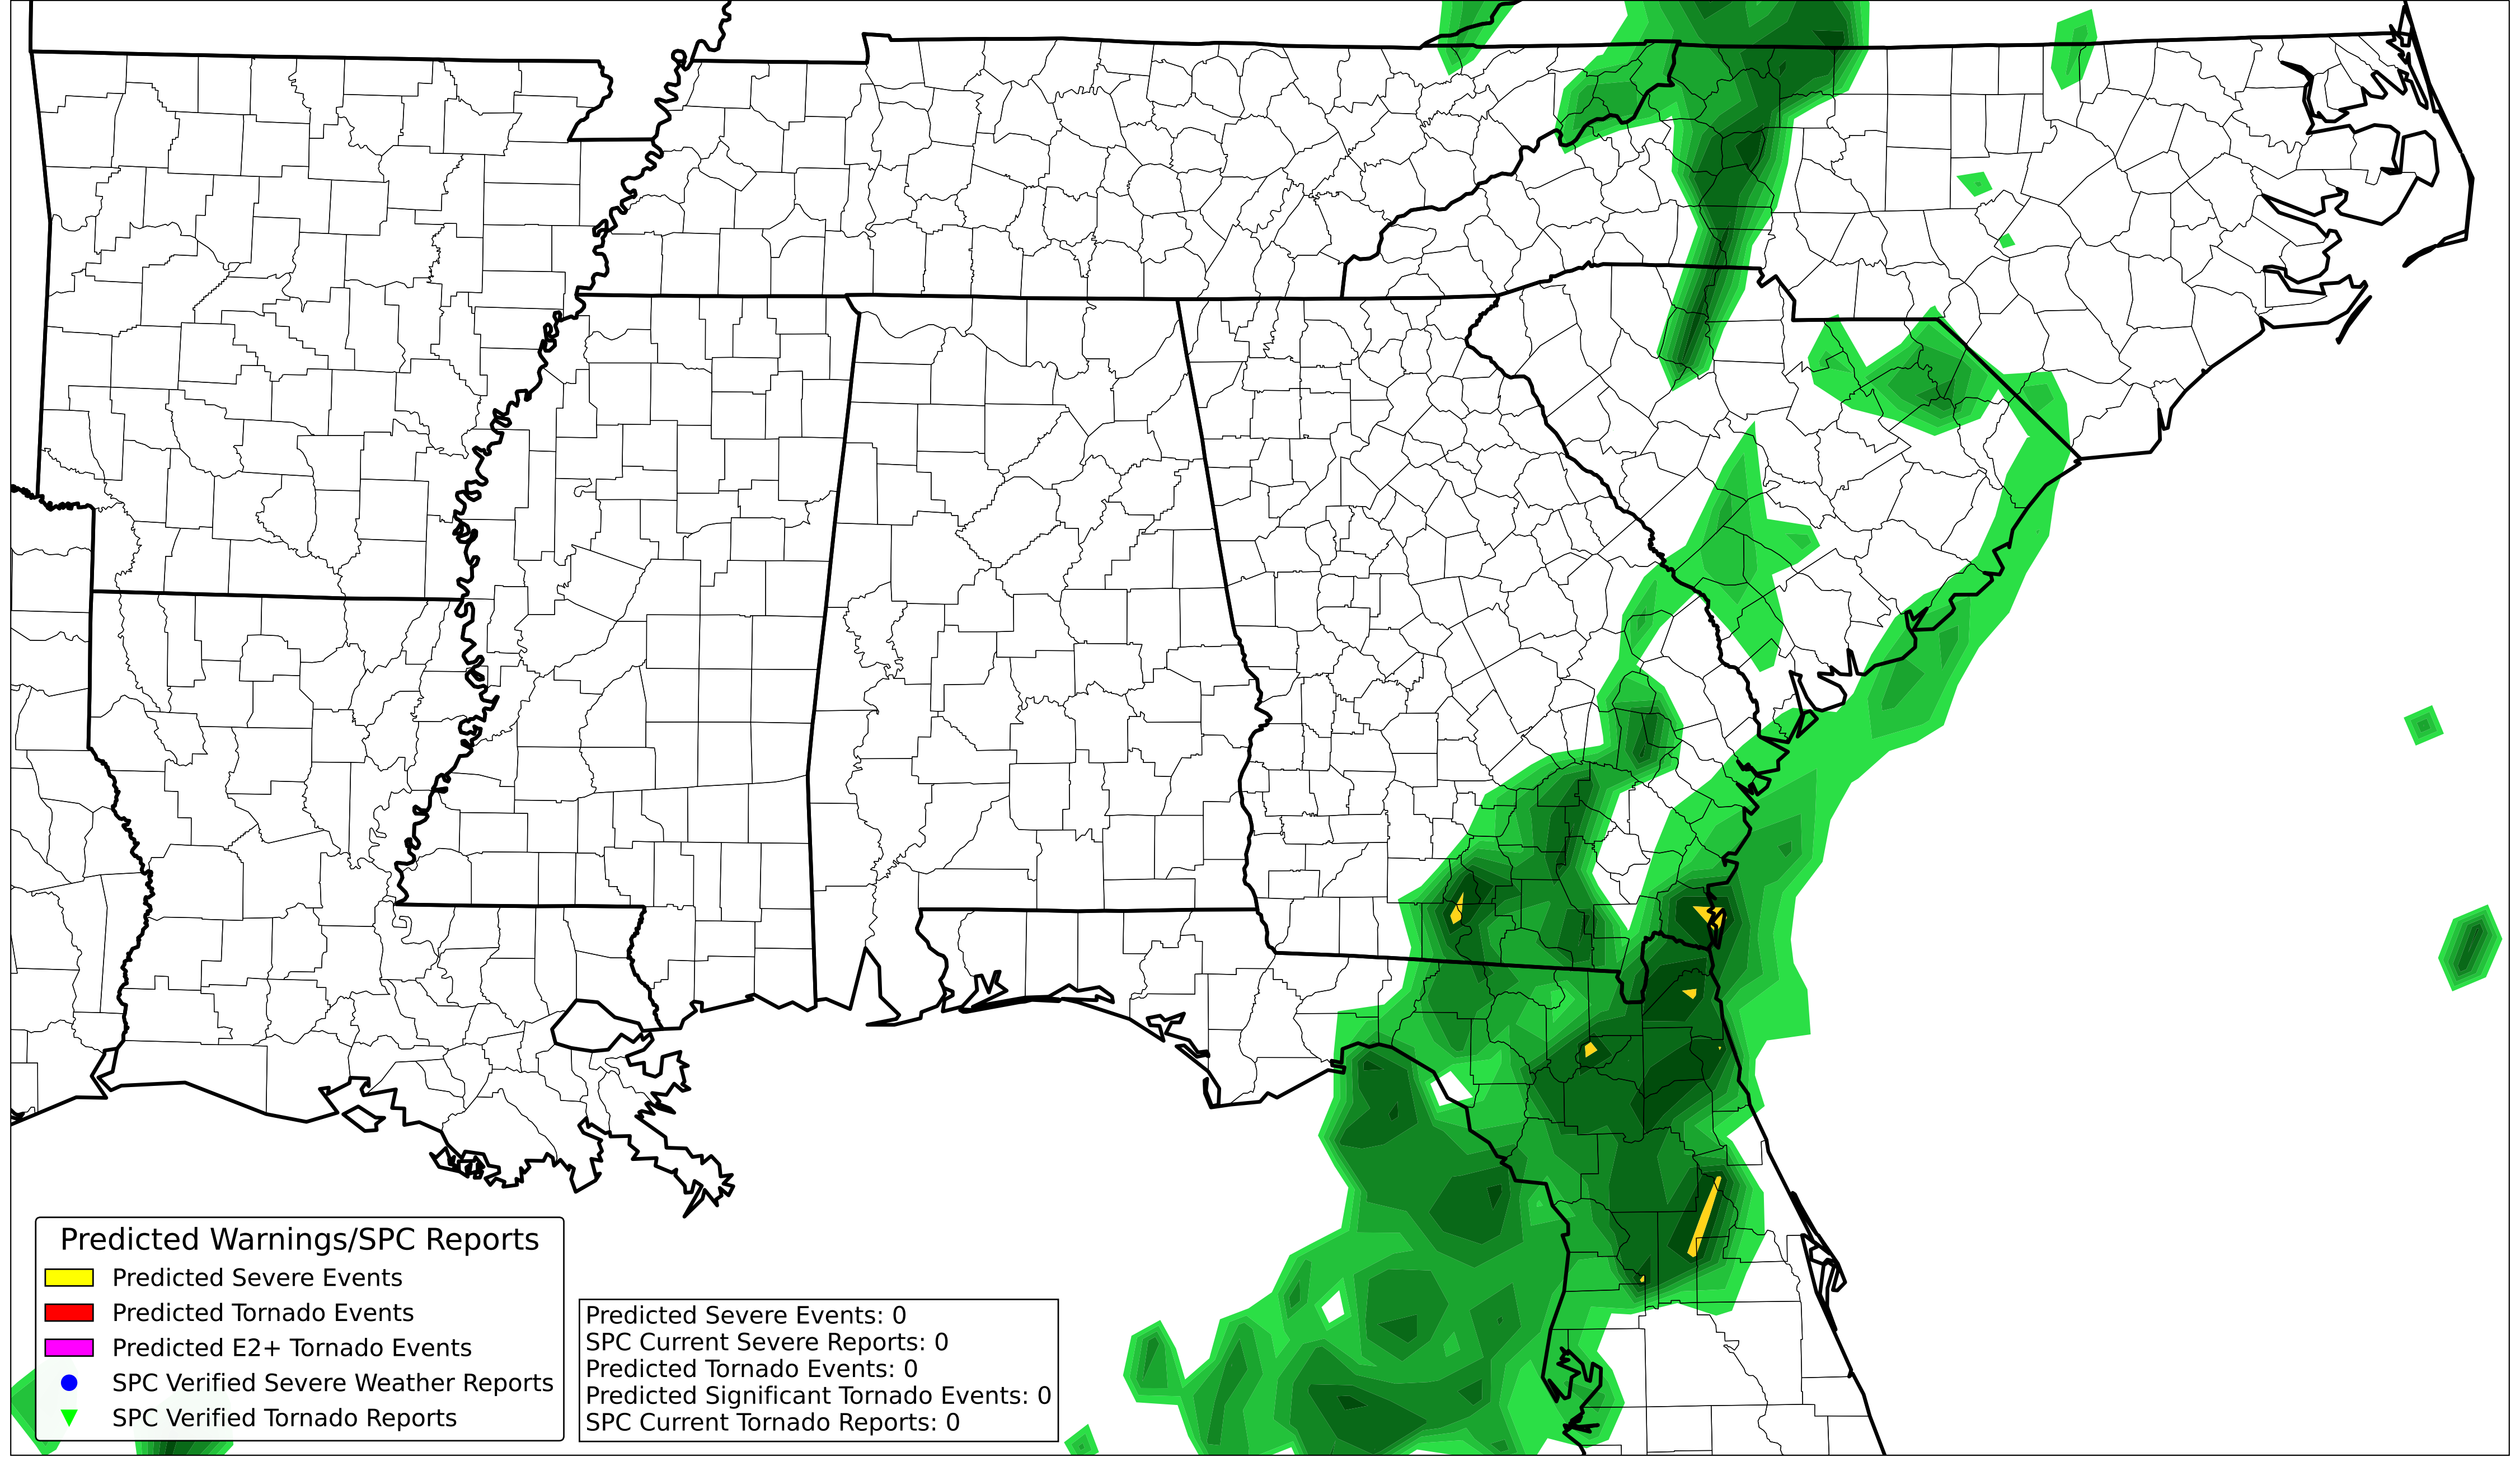 Predicted Warnings/SPC Reports
Predicted Severe Events
Predicted Tornado Events
Predicted E2+ Tornado Events
SPC Verified Severe Weather Reports
SPC Verified Tornado Reports
Predicted Severe Events: 0
SPC Current Severe Reports: 0
Predicted Tornado Events: 0
Predicted Significant Tornado Events: 0
SPC Current Tornado Reports: 0